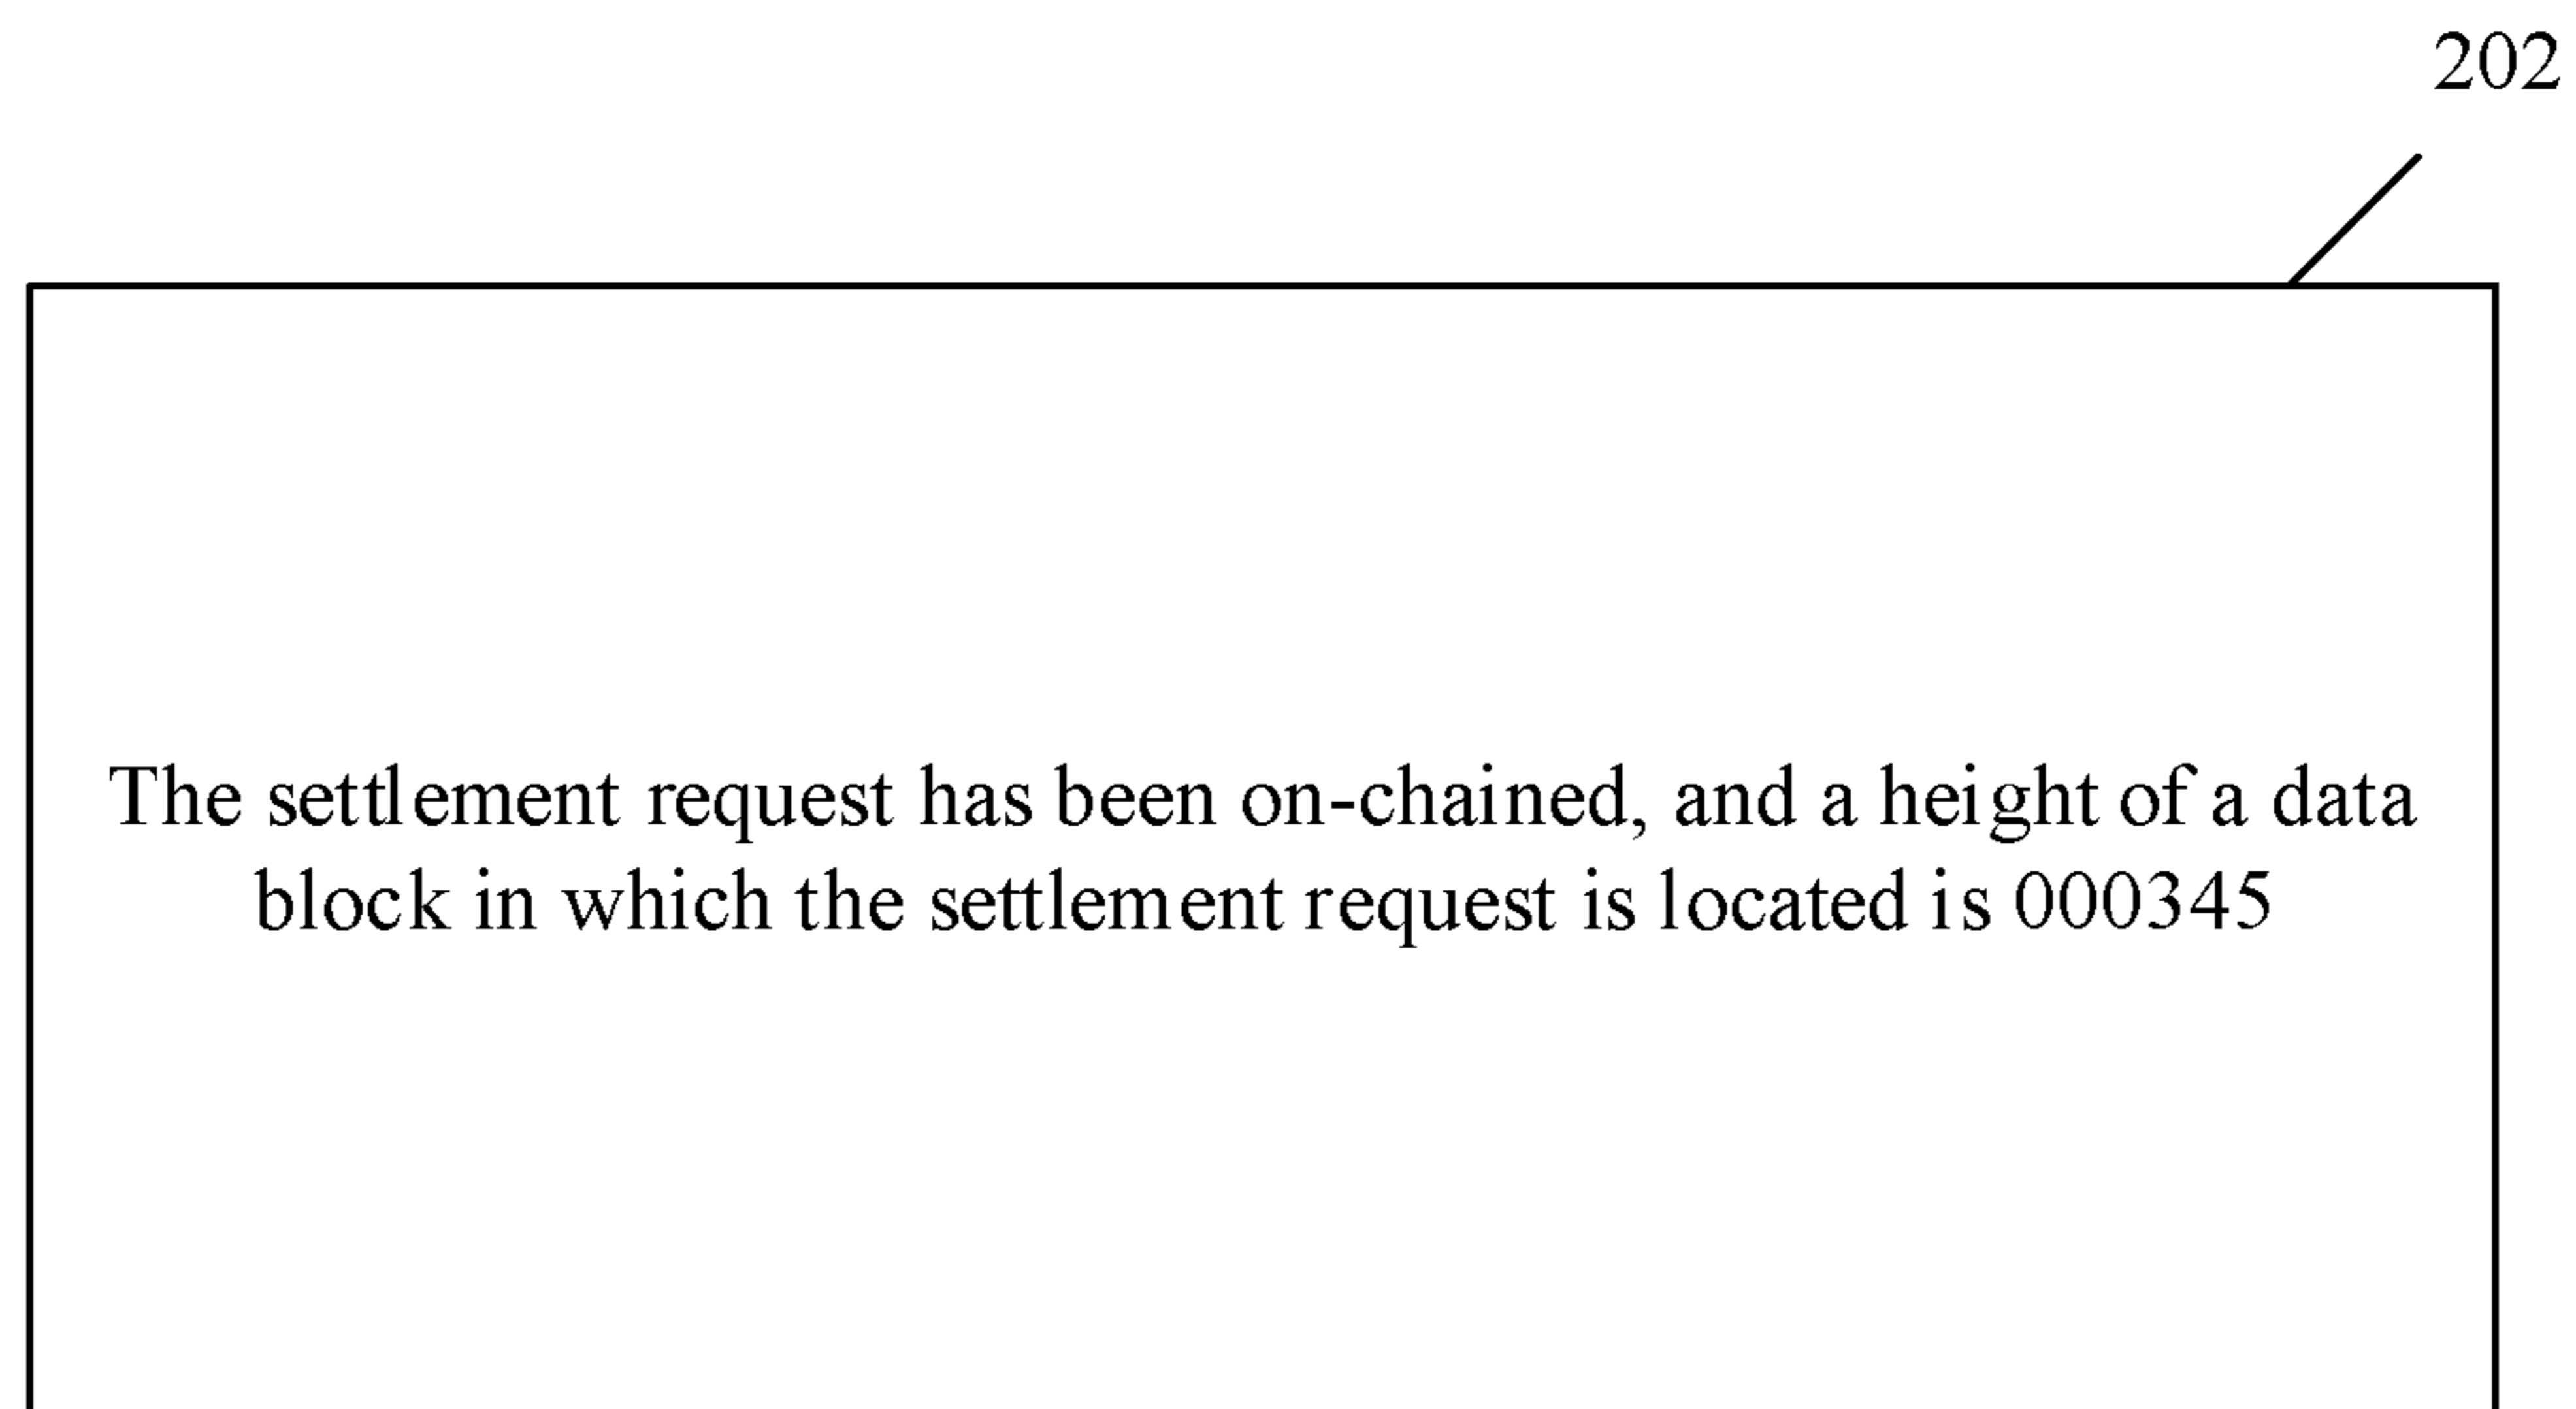 202
The settlement request has been on-chained, and a height of a data
block in which the settlement request is located is 000345